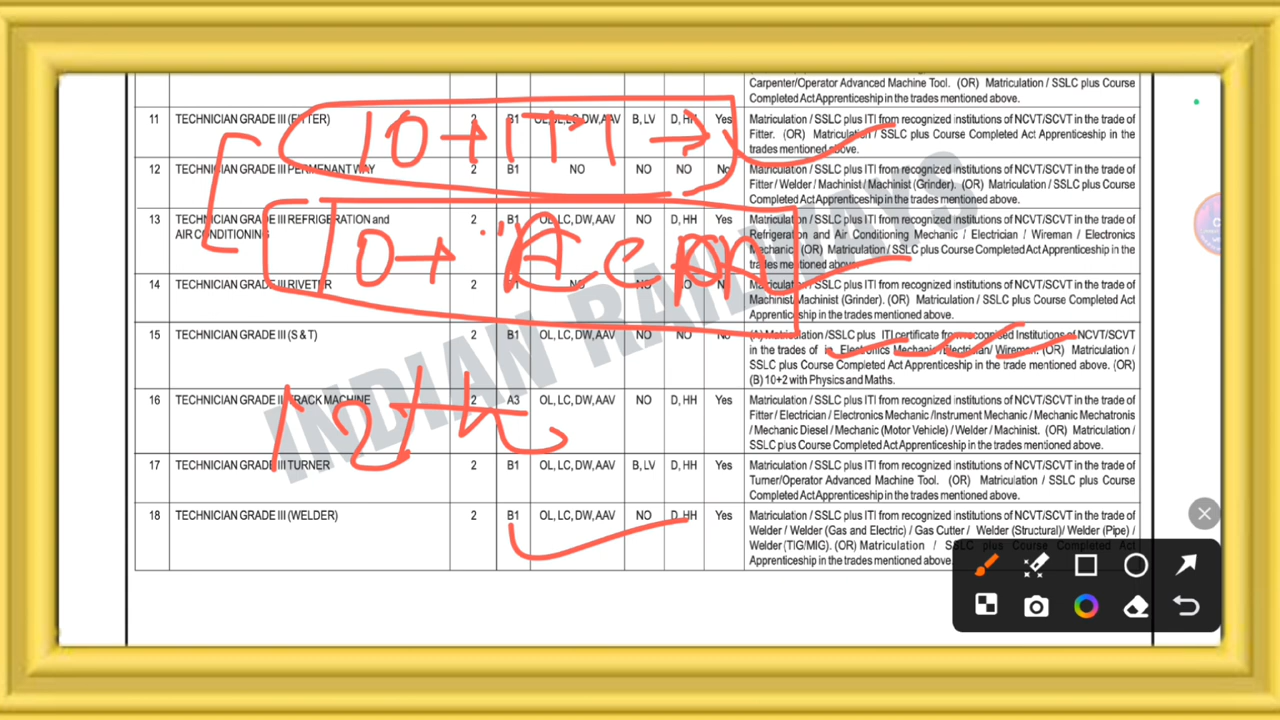 Carpenter/Operator Advanced Machine Tool. (OR) Matriculation / SSLC plus Course
Completed Act Apprenticeship in the trades mentioned above.
11 TECHNICIAN GRADE III (FITTER) 2 B1 DW, AAV B, LV D, HH Yes Matriculation / SSLC plus ITI from recognized institutions of NCVT/SCVT in the trade of
Fitter. (OR) Matriculation / SSLC plus Course Completed Act Apprenticeship in the
trades mentioned above.
10+ITI →
12 TECHNICIAN GRADE III PERMENANT WAY 2 B1 NO NO NO No Matriculation / SSLC plus ITI from recognized institutions of NCVT/SCVT in the trade of
Fitter / Welder / Machinist / Machinist (Grinder). (OR) Matriculation / SSLC plus Course
Completed Act Apprenticeship in the trades mentioned above.
13 TECHNICIAN GRADE III REFRIGERATION and 2 B1 OL, LC, DW, AAV NO D, HH Yes Matriculation / SSLC plus ITI from recognized institutions of NCVT/SCVT in the trade of
AIR CONDITIONING Refrigeration and Air Conditioning Mechanic / Electrician / Wireman / Electronics
Mechanic. (OR) Matriculation / SSLC plus Course Completed Act Apprenticeship in the
trades mentioned above.
10+
14 TECHNICIAN GRADE III RIVETER 2 B1 NO NO NO No Matriculation / SSLC plus ITI from recognized institutions of NCVT/SCVT in the trade of
Machinist/Machinist (Grinder). (OR) Matriculation / SSLC plus Course Completed Act
Apprenticeship in the trades mentioned above.
15 TECHNICIAN GRADE III (S & T) 2 B1 OL, LC, DW, AAV NO NO No (A) Matriculation /SSLC plus ITI certificate from recognised Institutions of NCVT/SCVT
in the trades of in Electronics Mechanic /Electrician/ Wireman. (OR) Matriculation /
SSLC plus Course Completed Act Apprenticeship in the trade mentioned above. (OR)
(B) 10+2 with Physics and Maths.
16 TECHNICIAN GRADE III TRACK MACHINE 2 A3 OL, LC, DW, AAV NO D, HH Yes Matriculation / SSLC plus ITI from recognized institutions of NCVT/SCVT in the trade of
Fitter / Electrician / Electronics Mechanic /Instrument Mechanic / Mechanic Mechatronis
/ Mechanic Diesel / Mechanic (Motor Vehicle) / Welder / Machinist. (OR) Matriculation /
SSLC plus Course Completed Act Apprenticeship in the trades mentioned above.
12th
17 TECHNICIAN GRADE III TURNER 2 B1 OL, LC, DW, AAV B, LV D, HH Yes Matriculation / SSLC plus ITI from recognized institutions of NCVT/SCVT in the trade of
Turner/Operator Advanced Machine Tool. (OR) Matriculation / SSLC plus Course
Completed Act Apprenticeship in the trades mentioned above.
18 TECHNICIAN GRADE III (WELDER) 2 B1 OL, LC, DW, AAV NO D, HH Yes Matriculation / SSLC plus ITI from recognized institutions of NCVT/SCVT in the trade of
Welder / Welder (Gas and Electric) / Gas Cutter / Welder (Structural)/ Welder (Pipe) /
Welder (TIG/MIG). (OR) Matriculation / SSLC plus Course Completed Act
Apprenticeship in the trades mentioned above.
INDIAN RAILWAYS